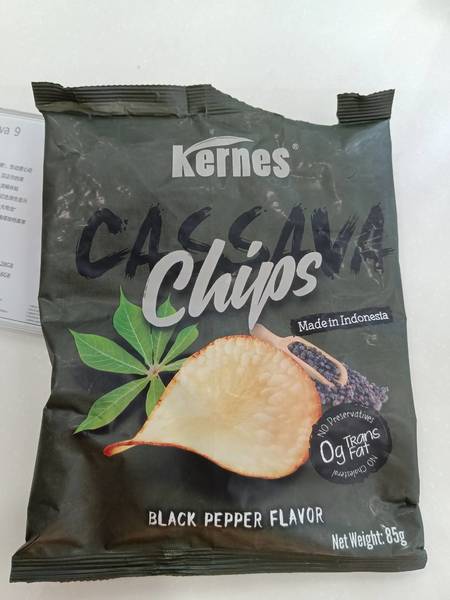 va 9
Kernes®
CASSAVA
Chips
Made in Indonesia
NO Preservatives
0g Trans
Fat
NO Cholesterol
BLACK PEPPER FLAVOR
Net Weight: 85g